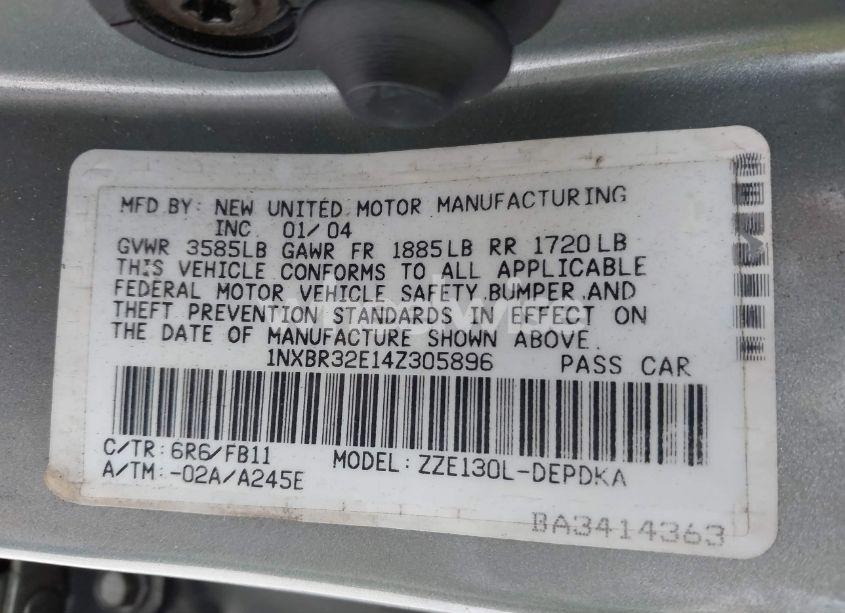 MFD BY: NEW UNITED MOTOR MANUFACTURING
INC 01/04
GVWR 3585LB GAWR FR 1885LB RR 1720LB
THIS VEHICLE CONFORMS TO ALL APPLICABLE
FEDERAL MOTOR VEHICLE SAFETY, BUMPER, AND
THEFT PREVENTION STANDARDS IN EFFECT ON
THE DATE OF MANUFACTURE SHOWN ABOVE.
1NXBR32E14Z305896 PASS CAR
C/TR: 6R6/FB11
A/TM: -02A/A245E
MODEL: ZZE130L-DEPDKA
BA3414363